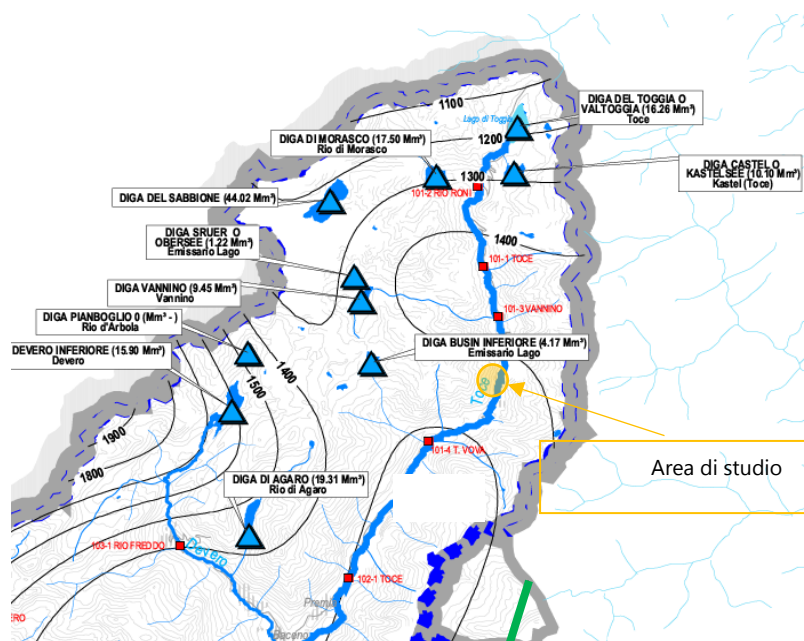 1100
DIGA DEL TOGGIA O
VALTOGGIA (16.26 Mm³)
Toce
Lago di Toggia
1200
DIGA DI MORASCO (17.50 Mm³)
Rio di Morasco
DIGA CASTEL O
KASTELSEE (10.10 Mm³)
Kastel (Toce)
1300
101-2 RIO RONI
DIGA DEL SABBIONE (44.02 Mm³)
DIGA SRUER O
OBERSEE (1.22 Mm³)
Emissario Lago
1400
101-1 TOCE
DIGA VANNINO (9.45 Mm³)
Vannino
101-3 VANNINO
DIGA PIANBOGLIO 0 (Mm³ - )
Rio d'Arbola
DIGA BUSIN INFERIORE (4.17 Mm³)
Emissario Lago
DEVERO INFERIORE (15.90 Mm³)
Devero
1400
1500
Toce
1900
1800
101-4 T. VOVA
Area di studio
DIGA DI AGARO (19.31 Mm³)
Rio di Agaro
103-1 RIO FREDDO
Devero
102-1 TOCE
Premia
Baceno
ERO